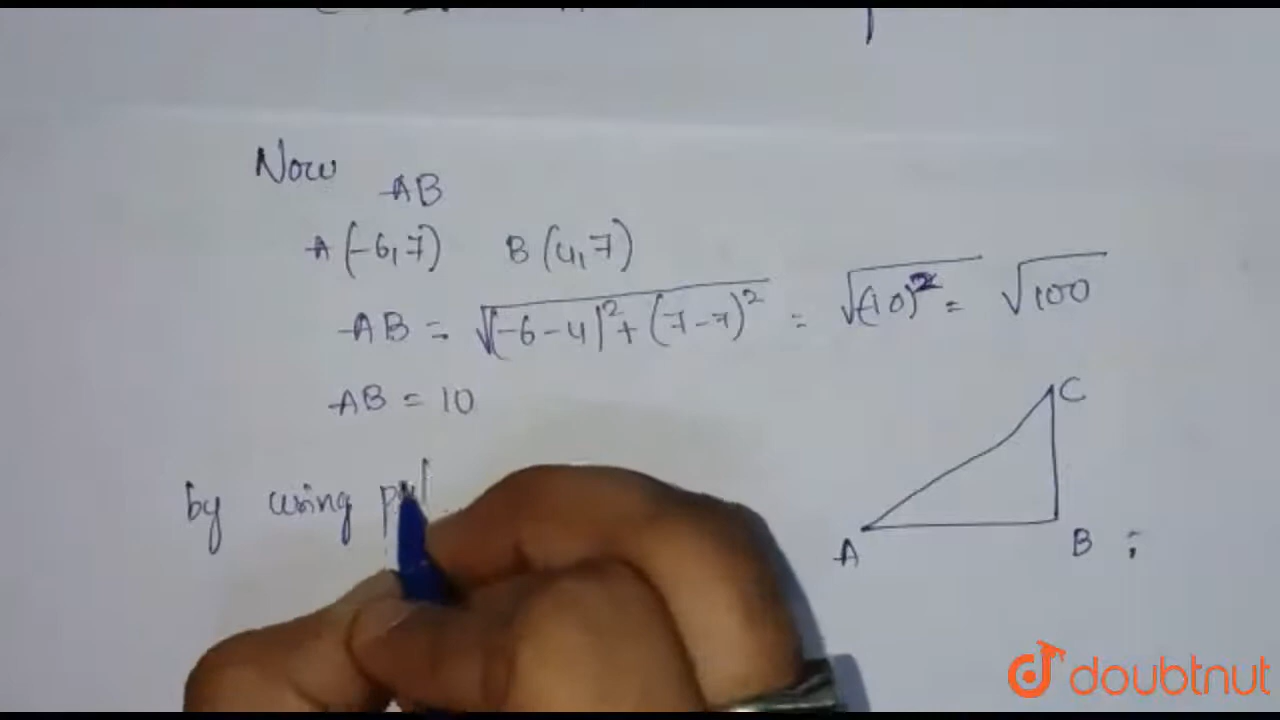 Now
AB
A (-6,7) B (4,7)
AB = √(-6-4)² + (7-7)² = √(-10)² = √100
AB = 10
C
by using
A B
doubtnut